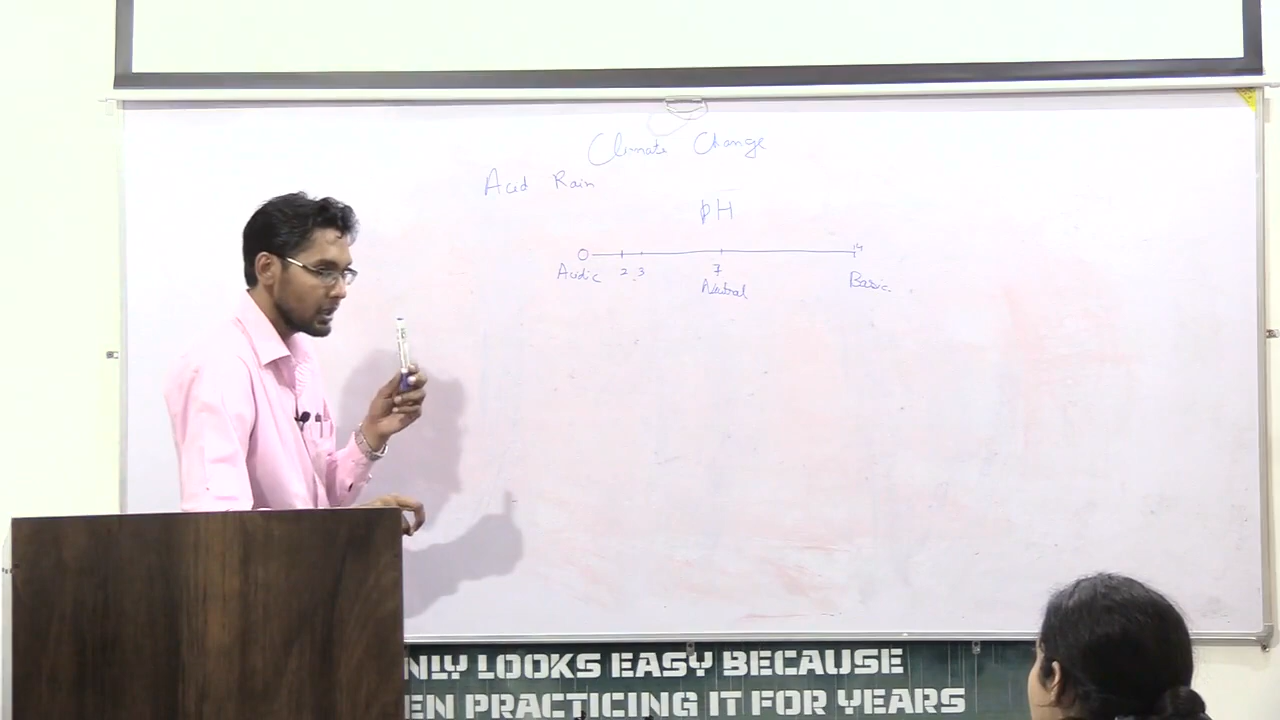 Climate Change
Acid Rain
pH
0 2 3 7 14
Acidic Neutral Basic
NLY LOOKS EASY BECAUSE
EN PRACTICING IT FOR YEARS